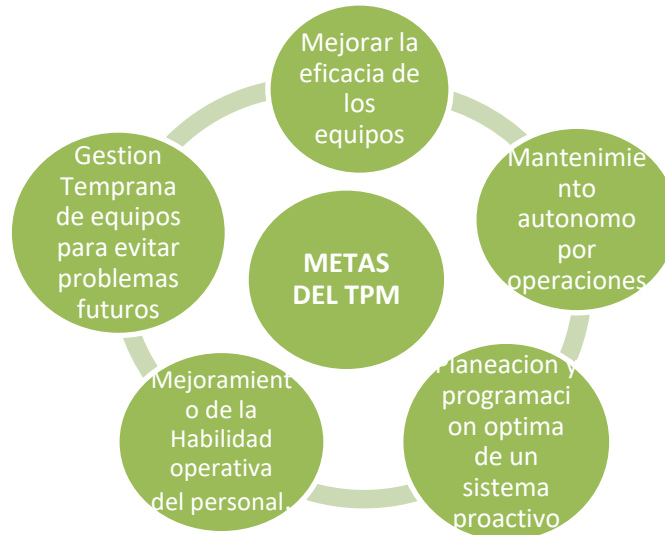 Mejorar la
eficacia de
los
equipos
Mantenimie
nto
autonomo
por
operaciones
Planeacion y
programaci
on optima
de un
sistema
proactivo
Mejoramient
o de la
Habilidad
operativa
del personal.
Gestion
Temprana
de equipos
para evitar
problemas
futuros
METAS
DEL TPM